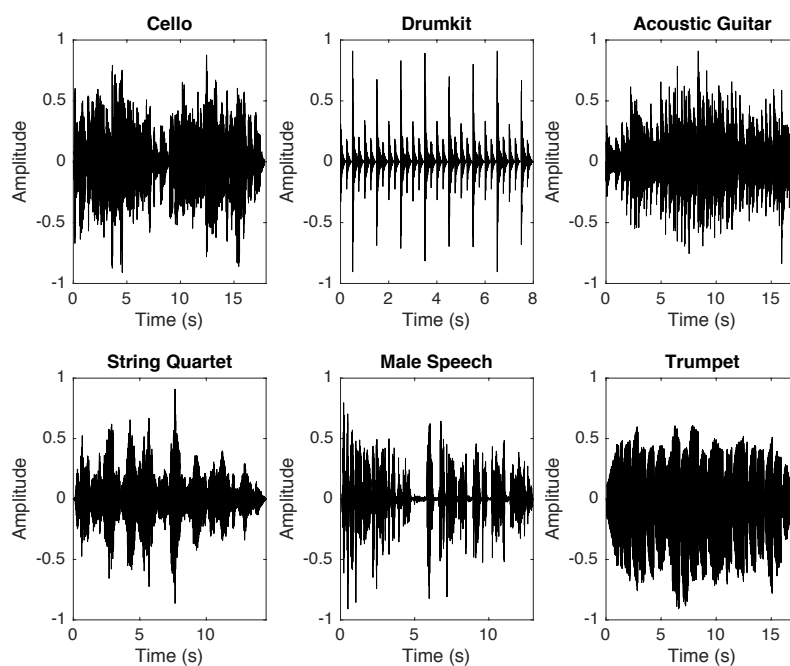 Cello
Drumkit
Acoustic Guitar
1
0.5
0
-0.5
-1
Amplitude
0 5 10 15
Time (s)
1
0.5
0
-0.5
-1
Amplitude
0 2 4 6 8
Time (s)
1
0.5
0
-0.5
-1
Amplitude
0 5 10 15
Time (s)
String Quartet
Male Speech
Trumpet
1
0.5
0
-0.5
-1
Amplitude
0 5 10
Time (s)
1
0.5
0
-0.5
-1
Amplitude
0 5 10
Time (s)
1
0.5
0
-0.5
-1
Amplitude
0 5 10 15
Time (s)